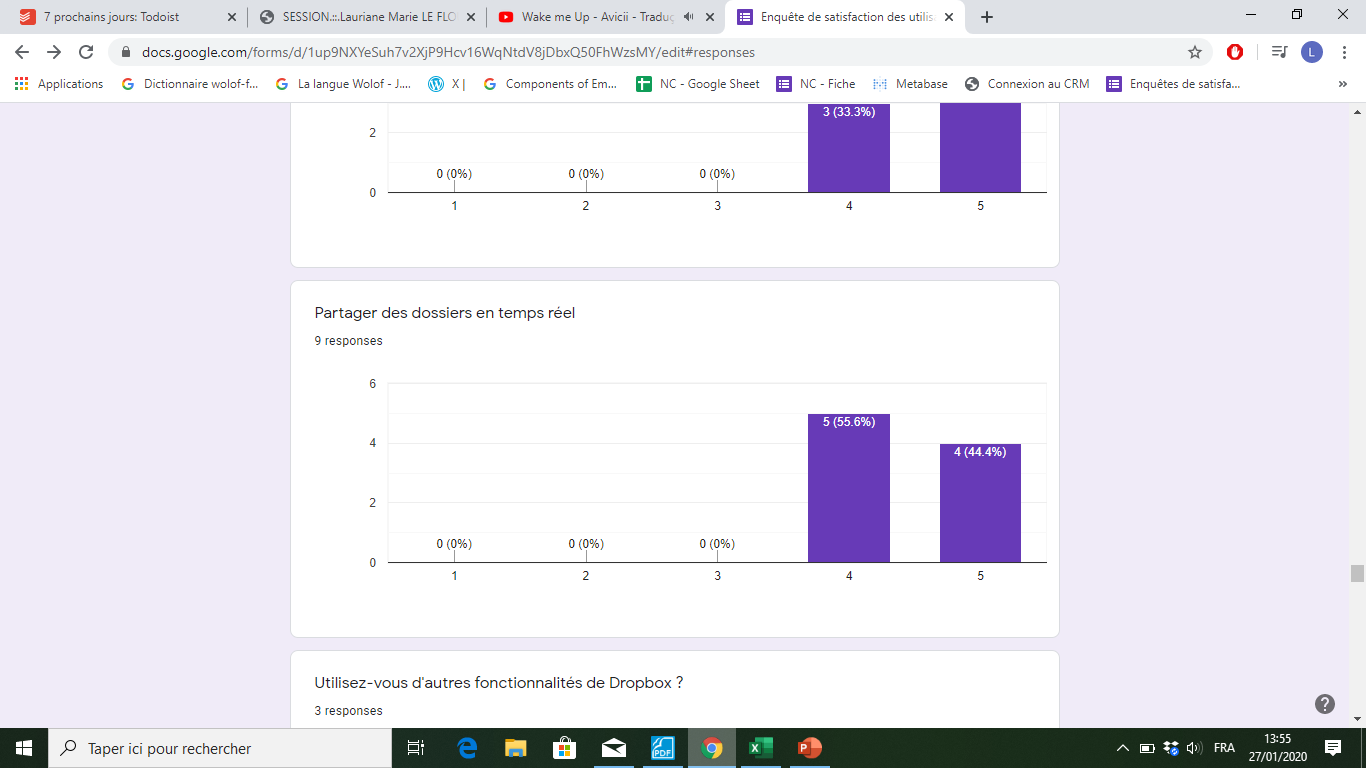 7 prochains jours: Todoist
SESSION.::.Lauriane Marie LE FLO
Wake me Up - Avicii - Traduç
Enquête de satisfaction des utilis
docs.google.com/forms/d/1up9NXYeSuh7v2XjP9Hcv16WqNtdV8jDbxQ50FhWzsMY/edit#responses
L
Applications
Dictionnaire wolof-f...
La langue Wolof - J....
X |
Components of Em...
NC - Google Sheet
NC - Fiche
Metabase
Connexion au CRM
Enquêtes de satisfa...
»
3 (33.3%)
2
0 (0%) 0 (0%) 0 (0%)
0
1 2 3 4 5
Partager des dossiers en temps réel
9 responses
6
5 (55.6%)
4
4 (44.4%)
2
0 (0%) 0 (0%) 0 (0%)
0
1 2 3 4 5
Utilisez-vous d'autres fonctionnalités de Dropbox ?
3 responses
Taper ici pour rechercher
PDF
FRA
13:55
27/01/2020